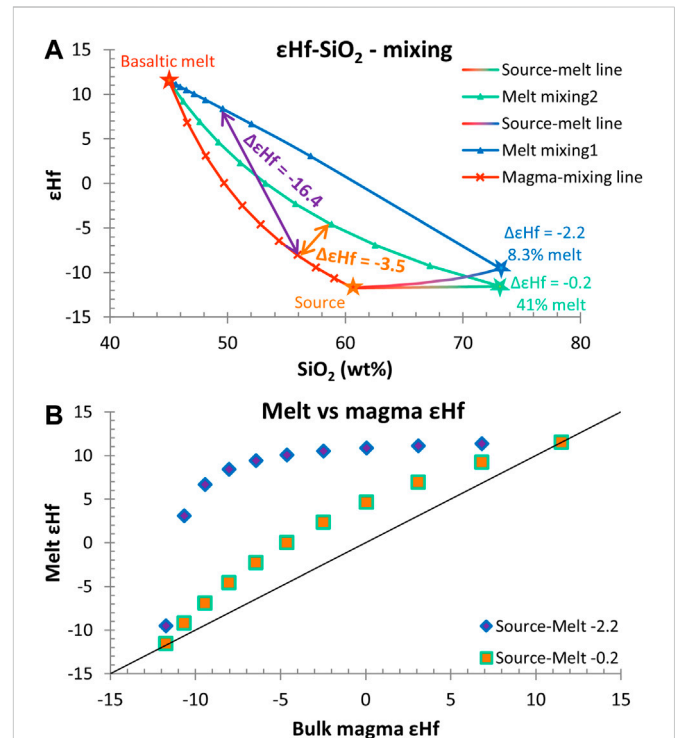 A
εHf-SiO₂ - mixing
Basaltic melt
Source-melt line
Melt mixing2
Source-melt line
Melt mixing1
Magma-mixing line
15
10
5
0
-5
-10
-15
εHf
ΔεHf = -16.4
ΔεHf = -3.5
ΔεHf = -2.2
8.3% melt
ΔεHf = -0.2
41% melt
Source
40
50
60
70
80
SiO₂ (wt%)
B
Melt vs magma εHf
15
10
5
0
-5
-10
-15
Melt εHf
Source-Melt -2.2
Source-Melt -0.2
-15
-10
-5
0
5
10
15
Bulk magma εHf